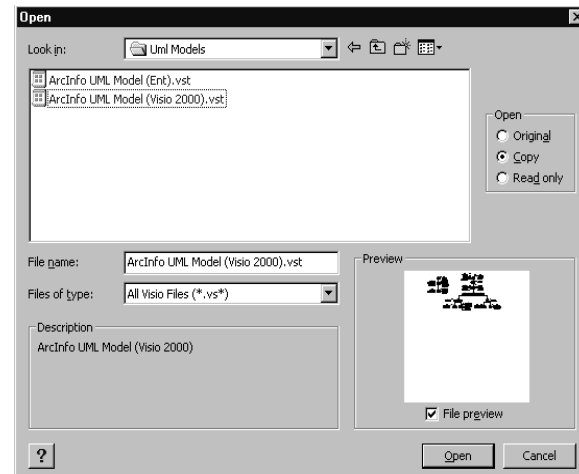 Open
Look in: Uml Models
ArcInfo UML Model (Ent).vst
ArcInfo UML Model (Visio 2000).vst
Open
Original
Copy
Read only
File name: ArcInfo UML Model (Visio 2000).vst
Files of type: All Visio Files (*.vs*)
Preview
Description
ArcInfo UML Model (Visio 2000)
File preview
? Open Cancel